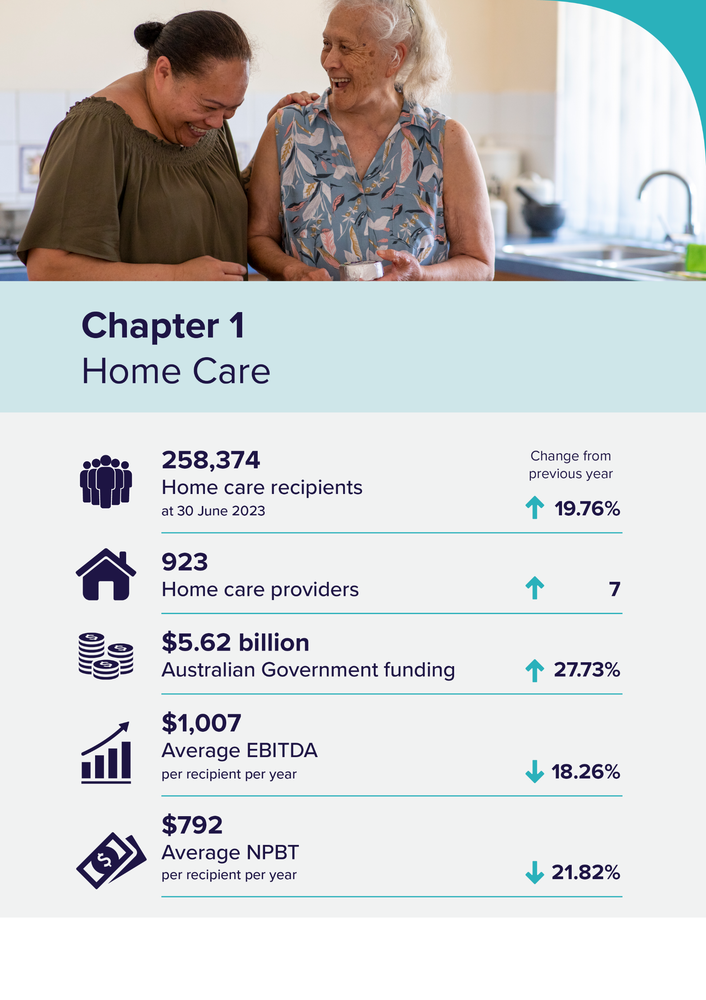 Chapter 1
Home Care
258,374
Home care recipients
at 30 June 2023
Change from
previous year
19.76%
923
Home care providers
7
$5.62 billion
Australian Government funding
27.73%
$1,007
Average EBITDA
per recipient per year
18.26%
$792
Average NPBT
per recipient per year
21.82%